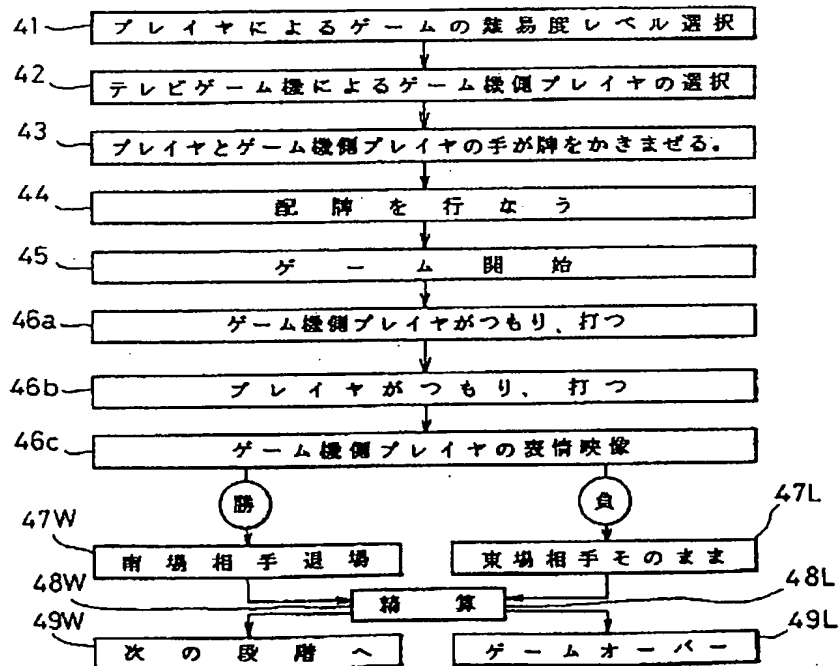 41 プレイヤによるゲームの難易度レベル選択
42 テレビゲーム機によるゲーム機側プレイヤの選択
43 プレイヤとゲーム機側プレイヤの手が牌をかきまぜる。
44 配牌を行なう
45 ゲーム開始
46a ゲーム機側プレイヤがつもり、打つ
46b プレイヤがつもり、打つ
46c ゲーム機側プレイヤの表情映像
勝 負
47W 南場相手退場 東場相手そのまま 47L
48W 精算 48L
49W 次の段階へ ゲームオーバー 49L